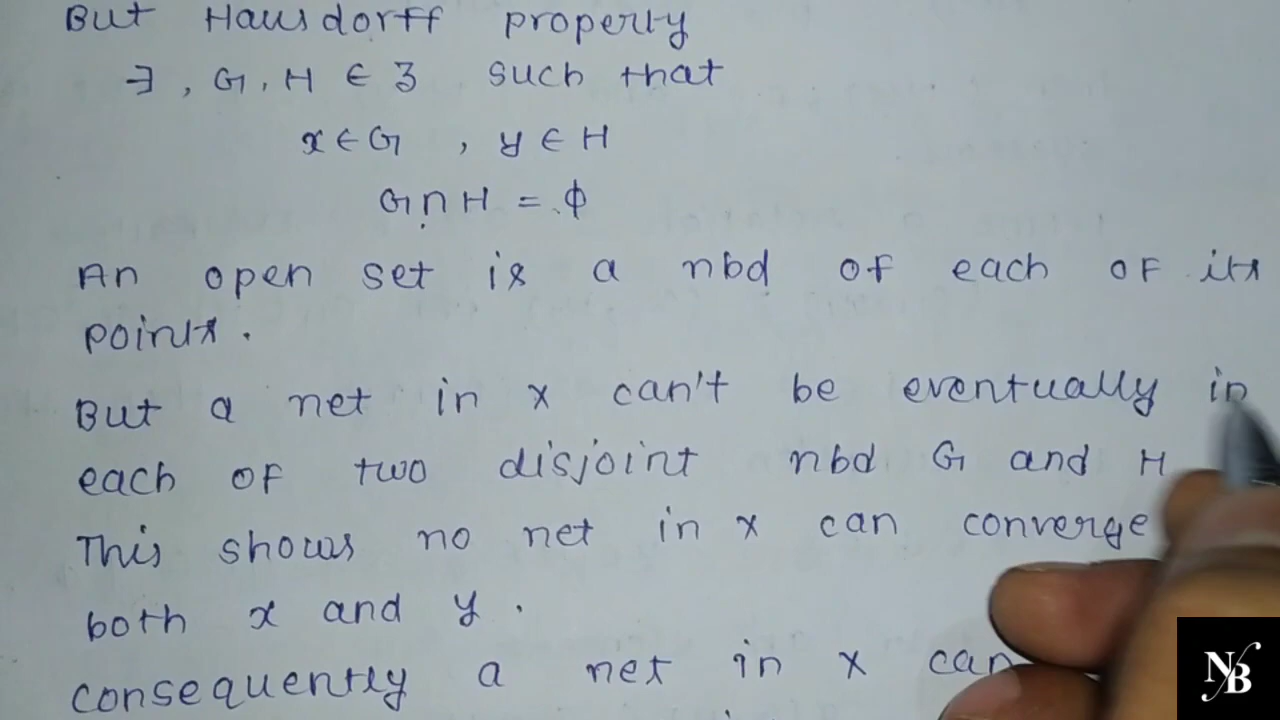 But Hausdorff property
∃, G, H ∈ ℑ such that
x ∈ G , y ∈ H
G ∩ H = ϕ
An open set is a nbd of each of its
points.
But a net in X can't be eventually in
each of two disjoint nbd G and H
This shows no net in X can converge
both x and y.
consequently a net in X can
NB